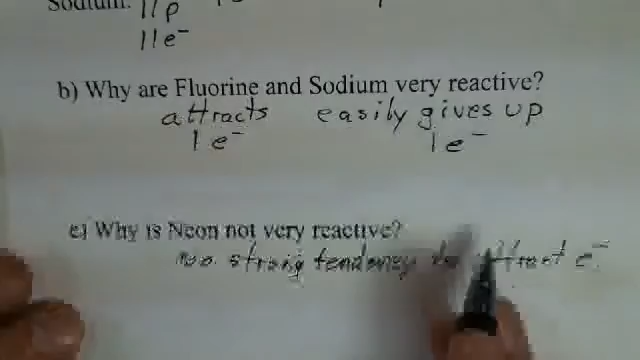 Sodium: 11p
11e⁻
b) Why are Fluorine and Sodium very reactive?
attracts easily gives up
1e⁻ 1e⁻
c) Why is Neon not very reactive?
no strong tendency to attract e⁻.